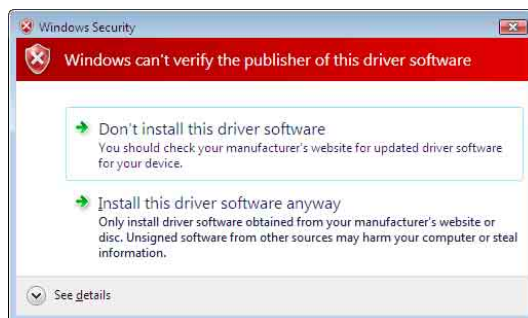 Windows Security
Windows can't verify the publisher of this driver software
Don't install this driver software
You should check your manufacturer's website for updated driver software
for your device.
Install this driver software anyway
Only install driver software obtained from your manufacturer's website or
disc. Unsigned software from other sources may harm your computer or steal
information.
See details